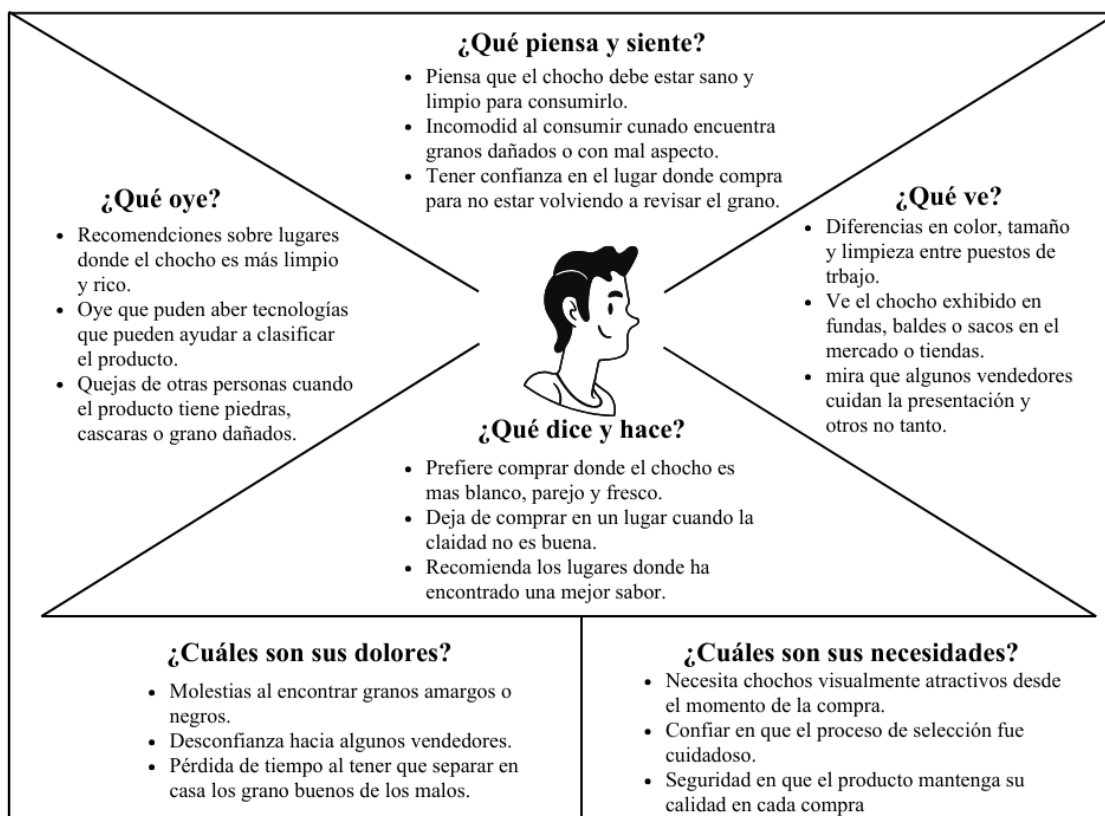 ¿Qué piensa y siente?
• Piensa que el chocho debe estar sano y
limpio para consumirlo.
• Incomodid al consumir cunado encuentra
granos dañados o con mal aspecto.
• Tener confianza en el lugar donde compra
para no estar volviendo a revisar el grano.
¿Qué oye?
• Recomendciones sobre lugares
donde el chocho es más limpio
y rico.
• Oye que puden aber tecnologías
que pueden ayudar a clasificar
el producto.
• Quejas de otras personas cuando
el producto tiene piedras,
cascaras o grano dañados.
¿Qué ve?
• Diferencias en color, tamaño
y limpieza entre puestos de
trbajo.
• Ve el chocho exhibido en
fundas, baldes o sacos en el
mercado o tiendas.
• mira que algunos vendedores
cuidan la presentación y
otros no tanto.
¿Qué dice y hace?
• Prefiere comprar donde el chocho es
mas blanco, parejo y fresco.
• Deja de comprar en un lugar cuando la
claidad no es buena.
• Recomienda los lugares donde ha
encontrado una mejor sabor.
¿Cuáles son sus dolores?
• Molestias al encontrar granos amargos o
negros.
• Desconfianza hacia algunos vendedores.
• Pérdida de tiempo al tener que separar en
casa los grano buenos de los malos.
¿Cuáles son sus necesidades?
• Necesita chochos visualmente atractivos desde
el momento de la compra.
• Confiar en que el proceso de selección fue
cuidadoso.
• Seguridad en que el producto mantenga su
calidad en cada compra